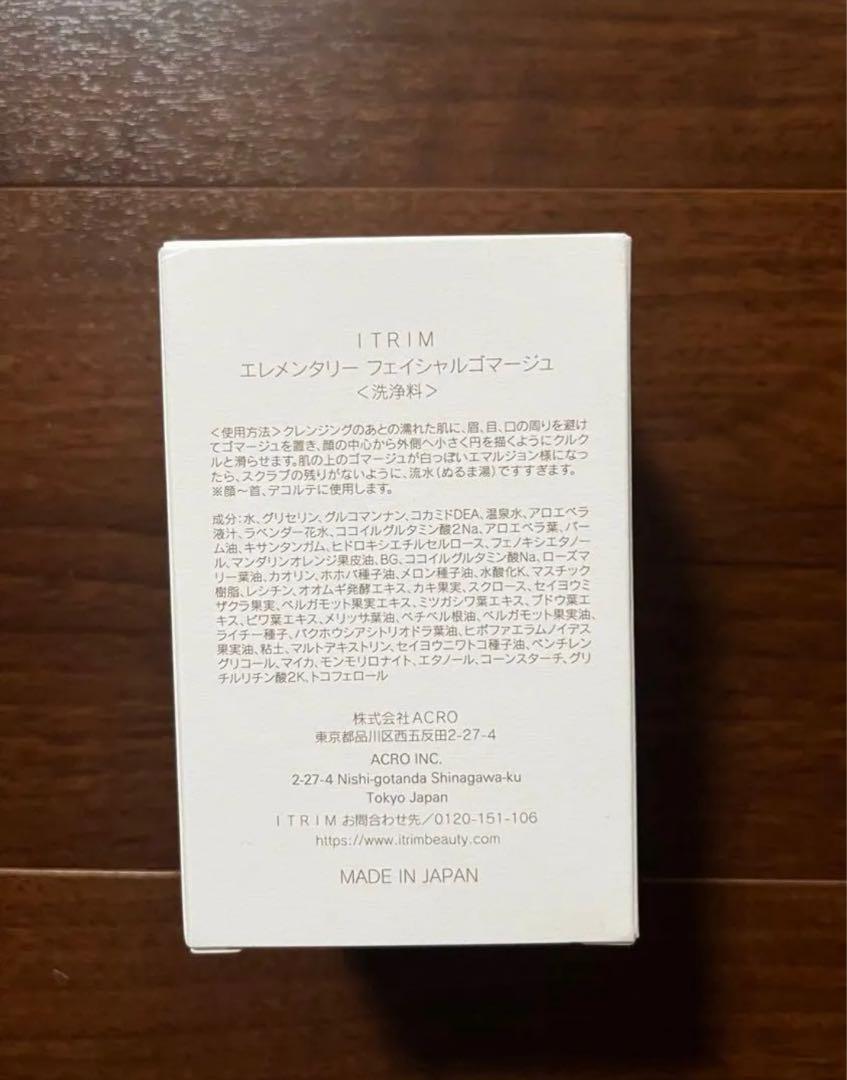 ITRIM
エレメンタリー フェイシャルゴマージュ
＜洗浄料＞
＜使用方法＞クレンジングのあとの濡れた肌に、眉、目、口の周りを避け
てゴマージュを置き、顔の中心から外側へ小さく円を描くようにクルク
ルと滑らせます。肌の上のゴマージュが白っぽいエマルジョン様になっ
たら、スクラブの残りがないように、流水（ぬるま湯）ですすぎます。
※顔〜首、デコルテに使用します。
成分：水、グリセリン、グルコマンナン、コカミドDEA、温泉水、アロエベラ
液汁、ラベンダー花水、ココイルグルタミン酸2Na、アロエベラ葉、パー
ム油、キサンタンガム、ヒドロキシエチルセルロース、フェノキシエタノー
ル、マンダリンオレンジ果皮油、BG、ココイルグルタミン酸Na、ローズマ
リー葉油、カオリン、ホホバ種子油、メロン種子油、水酸化K、マスチック
樹脂、レシチン、オオムギ発酵エキス、カキ果実、スクロース、セイヨウミ
ザクラ果実、ベルガモット果実エキス、ミツガシワ葉エキス、ブドウ葉エ
キス、ビワ葉エキス、メリッサ葉油、ベチベル根油、ベルガモット果実油、
ライチー種子、バクホウシアシトリオドラ葉油、ヒポファエラムノイデス
果実油、粘土、マルトデキストリン、セイヨウニワトコ種子油、ペンチレン
グリコール、マイカ、モンモリロナイト、エタノール、コーンスターチ、グリ
チルリチン酸2K、トコフェロール
株式会社ACRO
東京都品川区西五反田2-27-4
ACRO INC.
2-27-4 Nishi-gotanda Shinagawa-ku
Tokyo Japan
ITRIM お問合わせ先／0120-151-106
https://www.itrimbeauty.com
MADE IN JAPAN